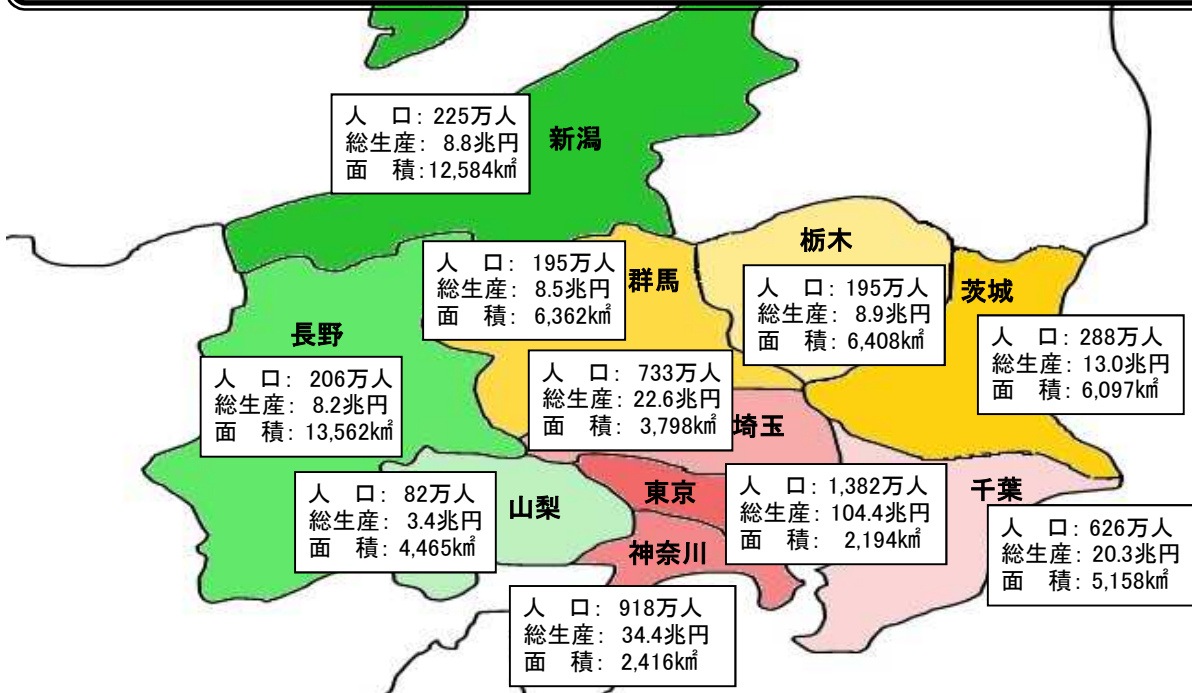 人　口: 225万人
総生産: 8.8兆円
面　積:12,584k㎡
新潟
栃木
人　口: 195万人
総生産: 8.5兆円
面　積: 6,362k㎡
群馬
人　口: 195万人
総生産: 8.9兆円
面　積: 6,408k㎡
茨城
人　口: 288万人
総生産: 13.0兆円
面　積: 6,097k㎡
長野
人　口: 206万人
総生産: 8.2兆円
面　積: 13,562k㎡
人　口: 733万人
総生産: 22.6兆円
面　積: 3,798k㎡
埼玉
人　口: 82万人
総生産: 3.4兆円
面　積: 4,465k㎡
山梨
東京
人　口: 1,382万人
総生産: 104.4兆円
面　積: 2,194k㎡
千葉
人　口: 626万人
総生産: 20.3兆円
面　積: 5,158k㎡
神奈川
人　口: 918万人
総生産: 34.4兆円
面　積: 2,416k㎡